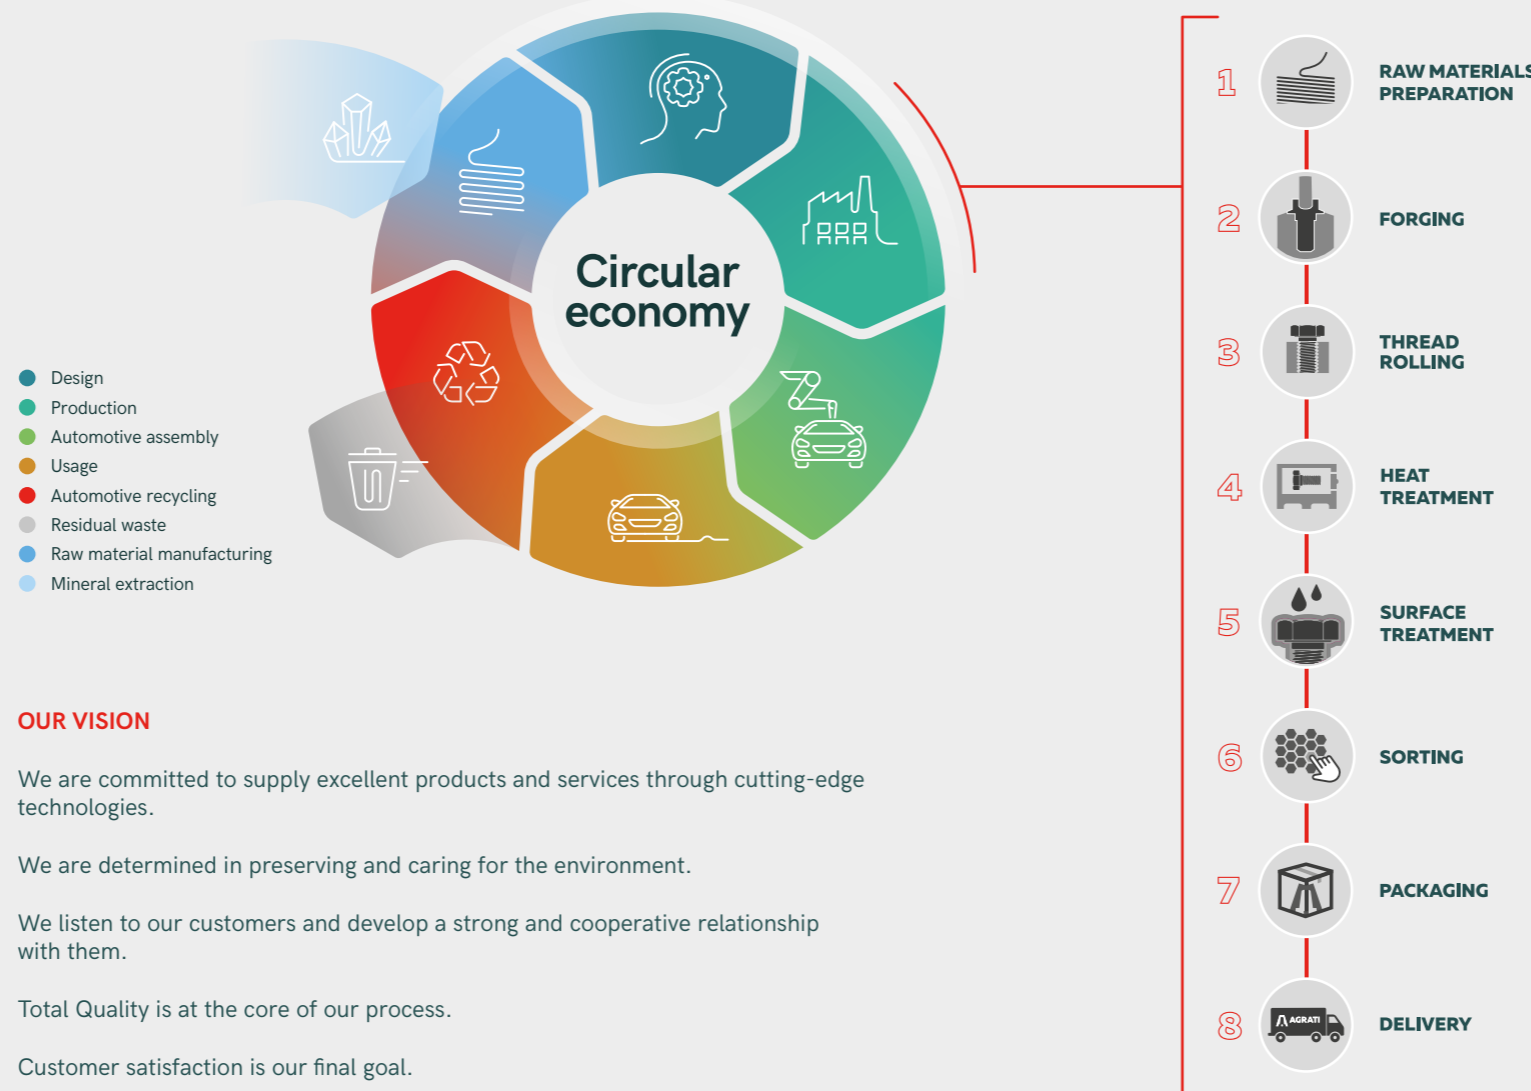 Circular
economy
Design
Production
Automotive assembly
Usage
Automotive recycling
Residual waste
Raw material manufacturing
Mineral extraction
OUR VISION
We are committed to supply excellent products and services through cutting-edge
technologies.
We are determined in preserving and caring for the environment.
We listen to our customers and develop a strong and cooperative relationship
with them.
Total Quality is at the core of our process.
Customer satisfaction is our final goal.
1
RAW MATERIALS
PREPARATION
2
FORGING
3
THREAD
ROLLING
4
HEAT
TREATMENT
5
SURFACE
TREATMENT
6
SORTING
7
PACKAGING
8
AGRATI
DELIVERY